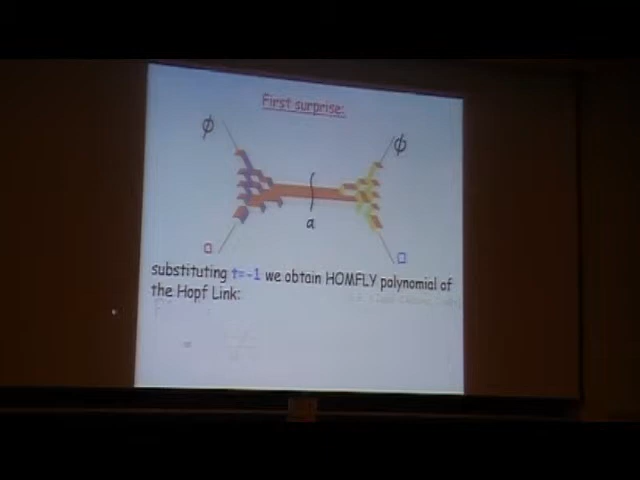 First surprise:
ϕ ϕ
a
□ □
substituting t=-1 we obtain HOMFLY polynomial of
the Hopf Link:
=